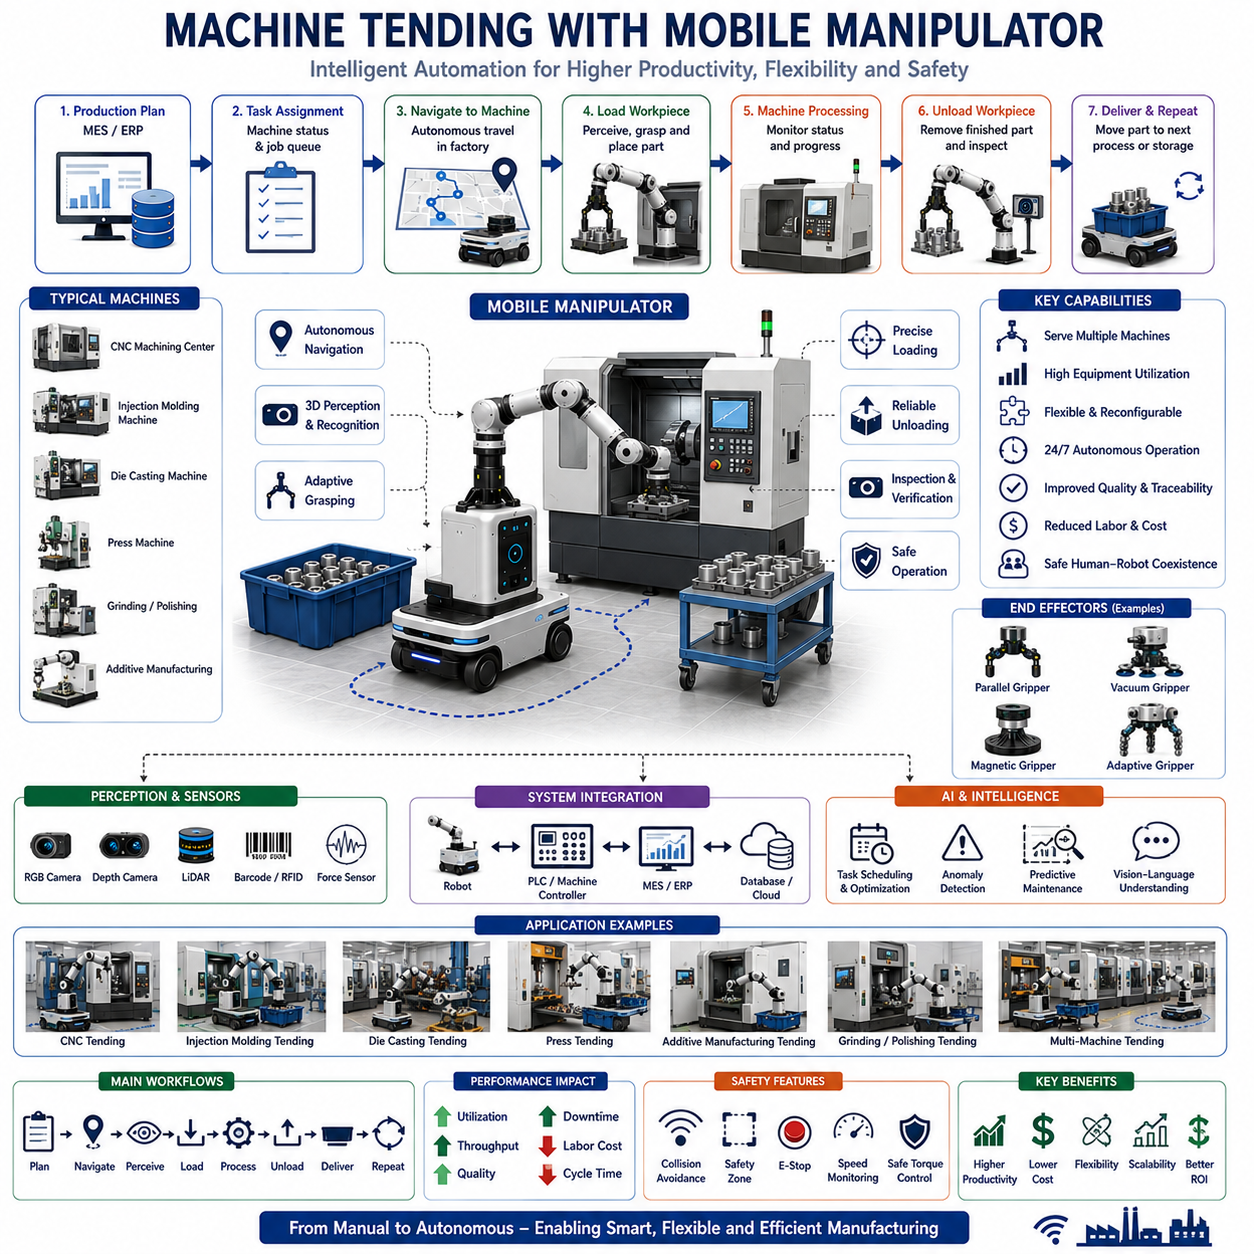 MACHINE TENDING WITH MOBILE MANIPULATOR
Intelligent Automation for Higher Productivity, Flexibility and Safety
1. Production Plan
MES / ERP
2. Task Assignment
Machine status
& job queue
3. Navigate to Machine
Autonomous travel
in factory
4. Load Workpiece
Perceive, grasp and
place part
5. Machine Processing
Monitor status
and progress
6. Unload Workpiece
Remove finished part
and inspect
7. Deliver & Repeat
Move part to next
process or storage
TYPICAL MACHINES
CNC Machining Center
Injection Molding
Machine
Die Casting Machine
Press Machine
Grinding / Polishing
Additive Manufacturing
MOBILE MANIPULATOR
Autonomous
Navigation
3D Perception
& Recognition
Adaptive
Grasping
Precise
Loading
Reliable
Unloading
Inspection &
Verification
Safe
Operation
KEY CAPABILITIES
Serve Multiple Machines
High Equipment Utilization
Flexible & Reconfigurable
24/7 Autonomous Operation
Improved Quality & Traceability
$
Reduced Labor & Cost
Safe Human–Robot Coexistence
END EFFECTORS (Examples)
Parallel Gripper
Vacuum Gripper
Magnetic Gripper
Adaptive Gripper
PERCEPTION & SENSORS
RGB Camera
Depth Camera
LiDAR
Barcode / RFID
Force Sensor
SYSTEM INTEGRATION
Robot
PLC / Machine
Controller
MES / ERP
Database /
Cloud
AI & INTELLIGENCE
Task Scheduling
& Optimization
Anomaly
Detection
Predictive
Maintenance
Vision-Language
Understanding
APPLICATION EXAMPLES
CNC Tending
Injection Molding Tending
Die Casting Tending
Press Tending
Additive Manufacturing Tending
Grinding / Polishing Tending
Multi-Machine Tending
MAIN WORKFLOWS
Plan
Navigate
Perceive
Load
Process
Unload
Deliver
Repeat
PERFORMANCE IMPACT
Utilization
Throughput
Quality
Downtime
Labor Cost
Cycle Time
SAFETY FEATURES
Collision
Avoidance
Safety
Zone
E-Stop
Speed
Monitoring
Safe Torque
Control
KEY BENEFITS
Higher
Productivity
$
Lower
Cost
Flexibility
Scalability
$
Better
ROI
From Manual to Autonomous – Enabling Smart, Flexible and Efficient Manufacturing